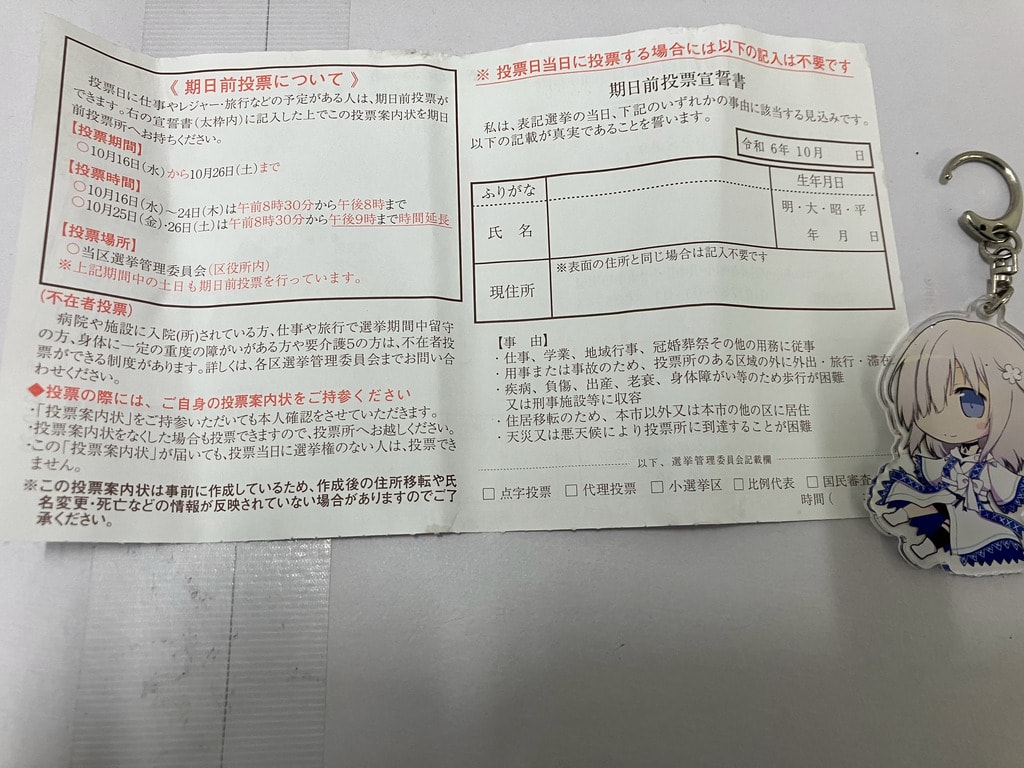 《 期日前投票について 》
投票日に仕事やレジャー・旅行などの予定がある人は、期日前投票が
できます。右の宣誓書(太枠内)に記入した上でこの投票案内状を期日
前投票所へお持ちください。
【投票期間】
○10月16日(水)から10月26日(土)まで
【投票時間】
○10月16日(水)～24日(木)は午前8時30分から午後8時まで
○10月25日(金)・26日(土)は午前8時30分から午後9時まで時間延長
【投票場所】
○当区選挙管理委員会(区役所内)
※上記期間中の土日も期日前投票を行っています。
(不在者投票)
病院や施設に入院(所)されている方、仕事や旅行で選挙期間中留守
の方、身体に一定の重度の障がいがある方や要介護5の方は、不在者投
票ができる制度があります。詳しくは、各区選挙管理委員会までお問い合
わせください。
◆投票の際には、ご自身の投票案内状をご持参ください
・「投票案内状」をご持参いただいても本人確認をさせていただきます。
・投票案内状をなくした場合も投票できますので、投票所へお越しください。
・この「投票案内状」が届いても、投票当日に選挙権のない人は、投票でき
ません。
※この投票案内状は事前に作成しているため、作成後の住所移転や氏
名変更・死亡などの情報が反映されていない場合がありますのでご了
承ください。
※ 投票日当日に投票する場合には以下の記入は不要です
期日前投票宣誓書
私は、表記選挙の当日、下記のいずれかの事由に該当する見込みです。
以下の記載が真実であることを誓います。
令和 6年 10月 日
ふりがな
生年月日
氏 名
明・大・昭・平
年 月 日
現住所
※表面の住所と同じ場合は記入不要です
【事 由】
・仕事、学業、地域行事、冠婚葬祭その他の用務に従事
・用事または事故のため、投票所のある区域の外に外出・旅行・滞在
・疾病、負傷、出産、老衰、身体障がい等のため歩行が困難
又は刑事施設等に収容
・住居移転のため、本市以外又は本市の他の区に居住
・天災又は悪天候により投票所に到達することが困難
以下、選挙管理委員会記載欄
□ 点字投票 □ 代理投票 □ 小選挙区 □ 比例代表 □ 国民審査
時間 (